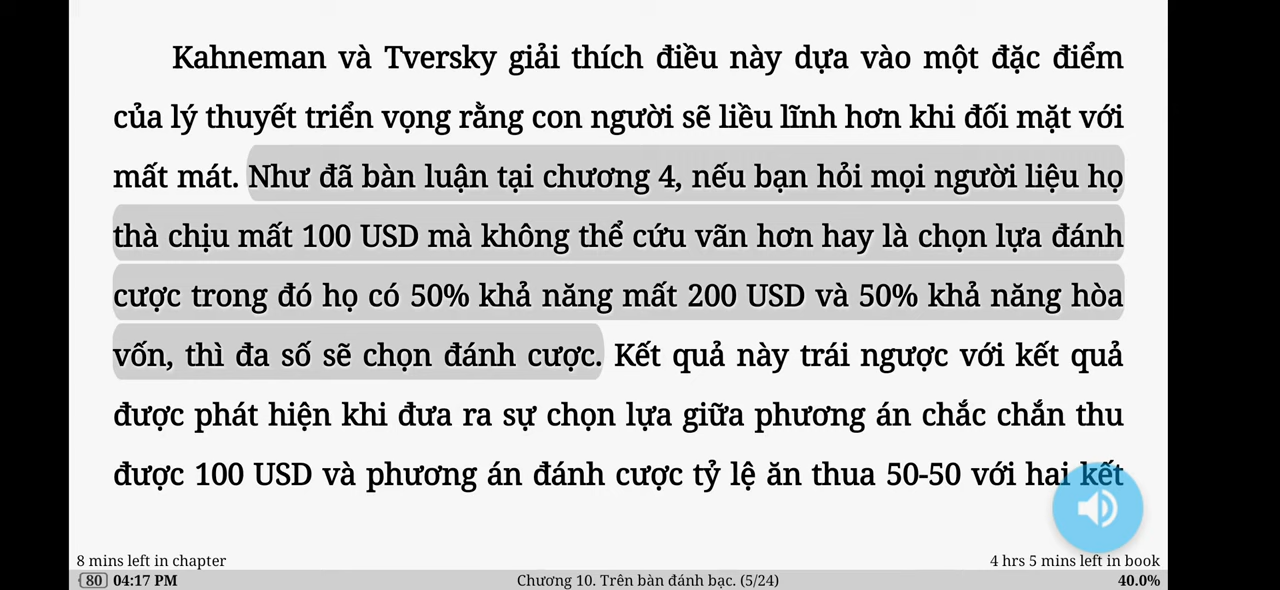 Kahneman và Tversky giải thích điều này dựa vào một đặc điểm
của lý thuyết triển vọng rằng con người sẽ liều lĩnh hơn khi đối mặt với
mất mát. Như đã bàn luận tại chương 4, nếu bạn hỏi mọi người liệu họ
thà chịu mất 100 USD mà không thể cứu vãn hơn hay là chọn lựa đánh
cược trong đó họ có 50% khả năng mất 200 USD và 50% khả năng hòa
vốn, thì đa số sẽ chọn đánh cược. Kết quả này trái ngược với kết quả
được phát hiện khi đưa ra sự chọn lựa giữa phương án chắc chắn thu
được 100 USD và phương án đánh cược tỷ lệ ăn thua 50-50 với hai kết
8 mins left in chapter
4 hrs 5 mins left in book
80 04:17 PM
Chương 10. Trên bàn đánh bạc. (5/24)
40.0%